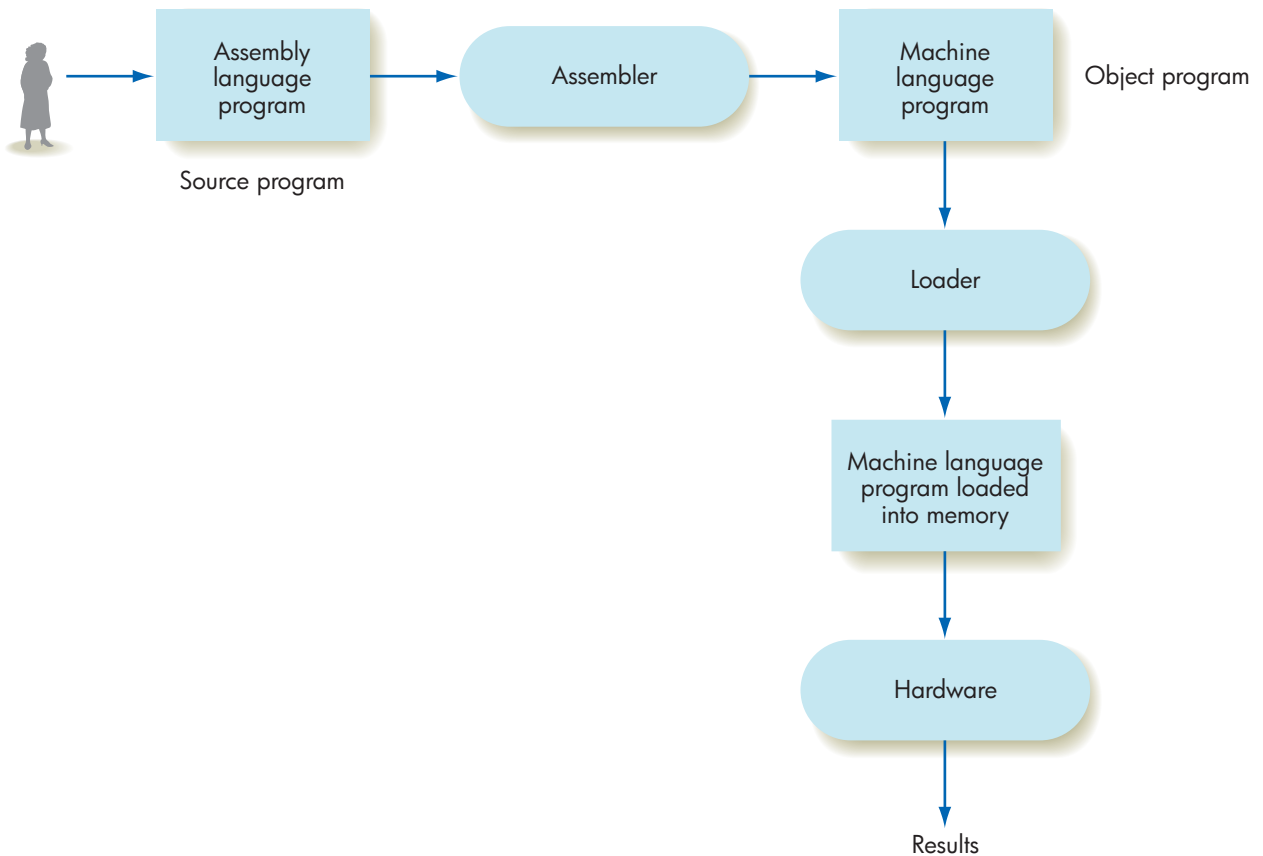 Assembly
language
program
Source program
Assembler
Machine
language
program
Object program
Loader
Machine language
program loaded
into memory
Hardware
Results